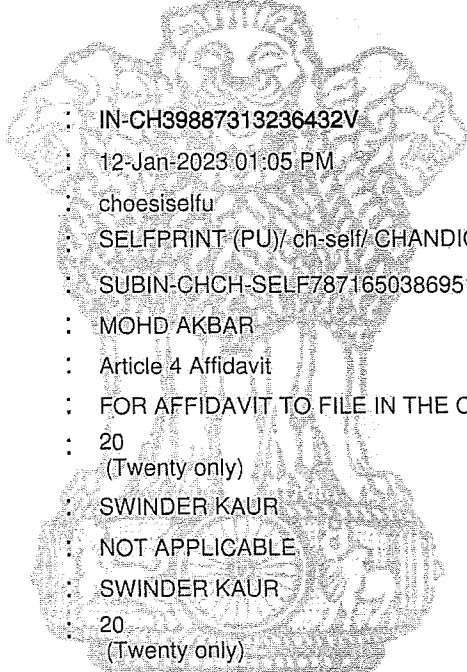 : IN-CH39887313236432V
: 12-Jan-2023 01:05 PM
: choesiselfu
: SELFPRINT (PU)/ ch-self/ CHANDIG
: SUBIN-CHCH-SELF787165038695
: MOHD AKBAR
: Article 4 Affidavit
: FOR AFFIDAVIT TO FILE IN THE C
: 20
(Twenty only)
: SWINDER KAUR
: NOT APPLICABLE
: SWINDER KAUR
: 20
(Twenty only)